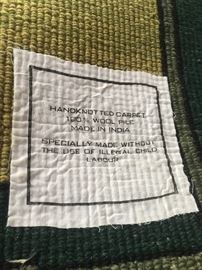 HANDKNOTTED CARPET
100% WOOL PILE
MADE IN INDIA
SPECIALLY MADE WITHOUT
THE USE OF ILLEGAL CHILD
LABOUR